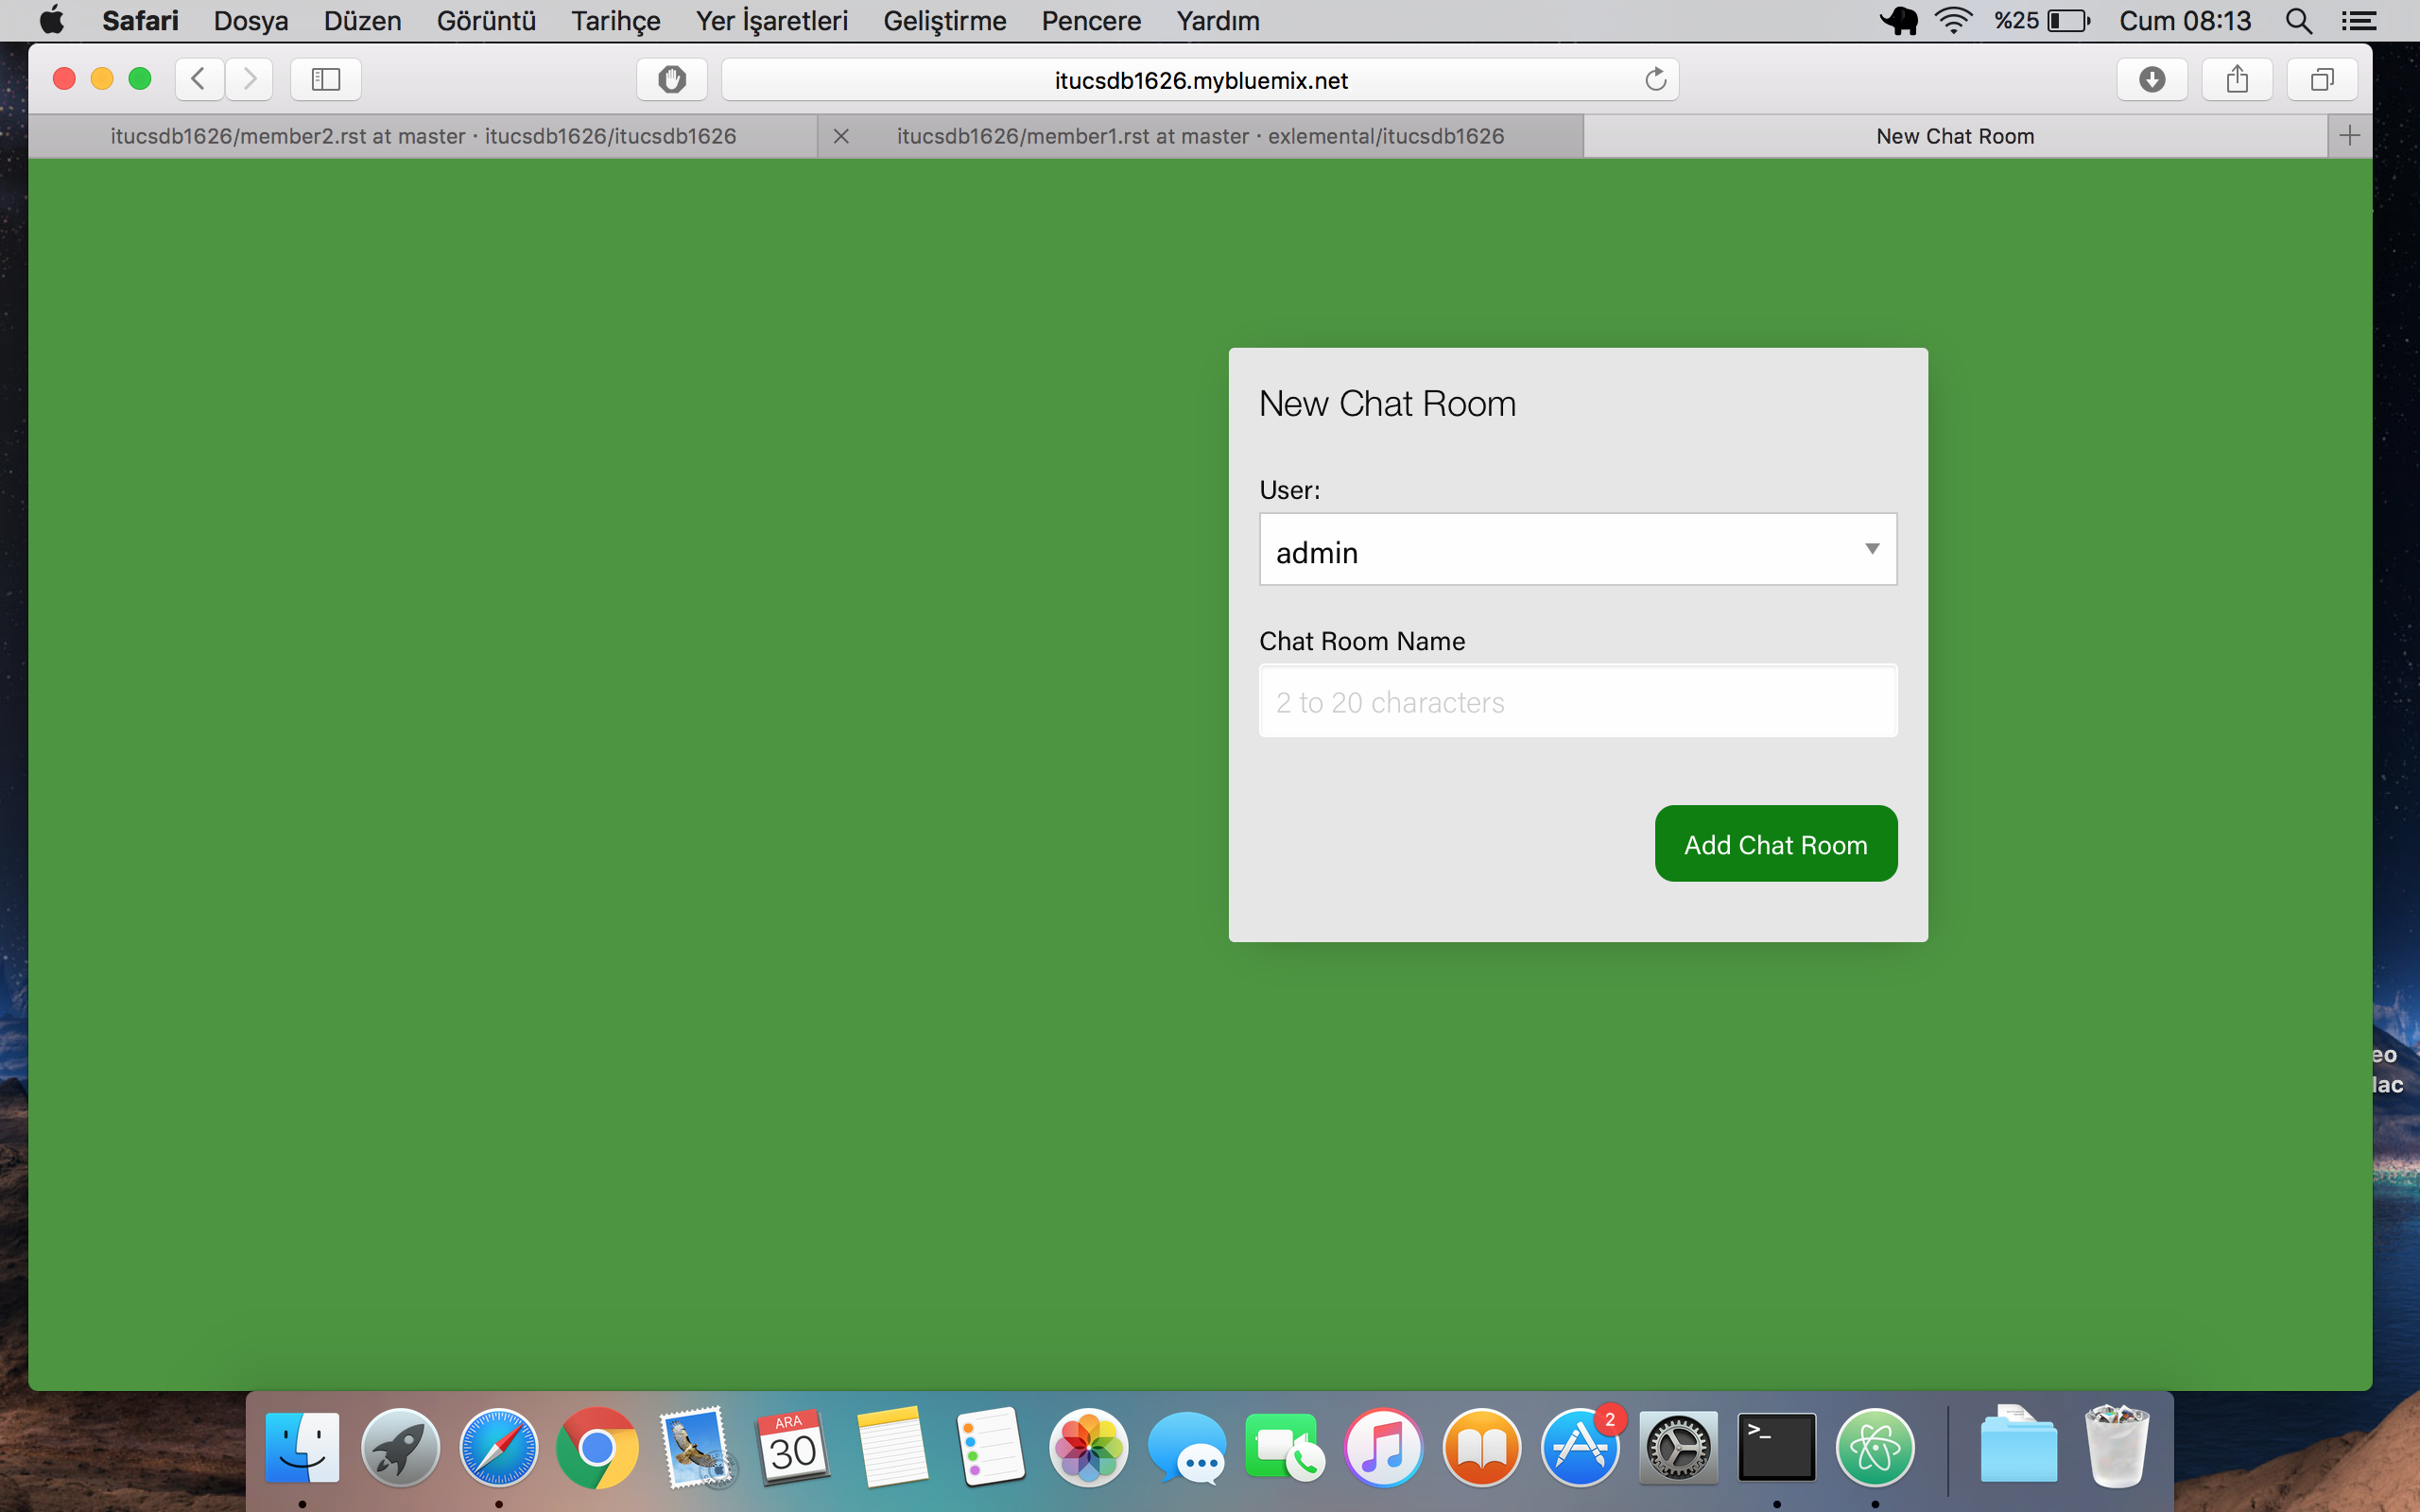 Safari Dosya Düzen Görüntü Tarihçe Yer İşaretleri Geliştirme Pencere Yardım %25 Cum 08:13
itucsdb1626.mybluemix.net
itucsdb1626/member2.rst at master · itucsdb1626/itucsdb1626 itucsdb1626/member1.rst at master · exlemental/itucsdb1626 New Chat Room
New Chat Room
User:
admin
Chat Room Name
2 to 20 characters
Add Chat Room
eo
lac
ARA
30
2
>_